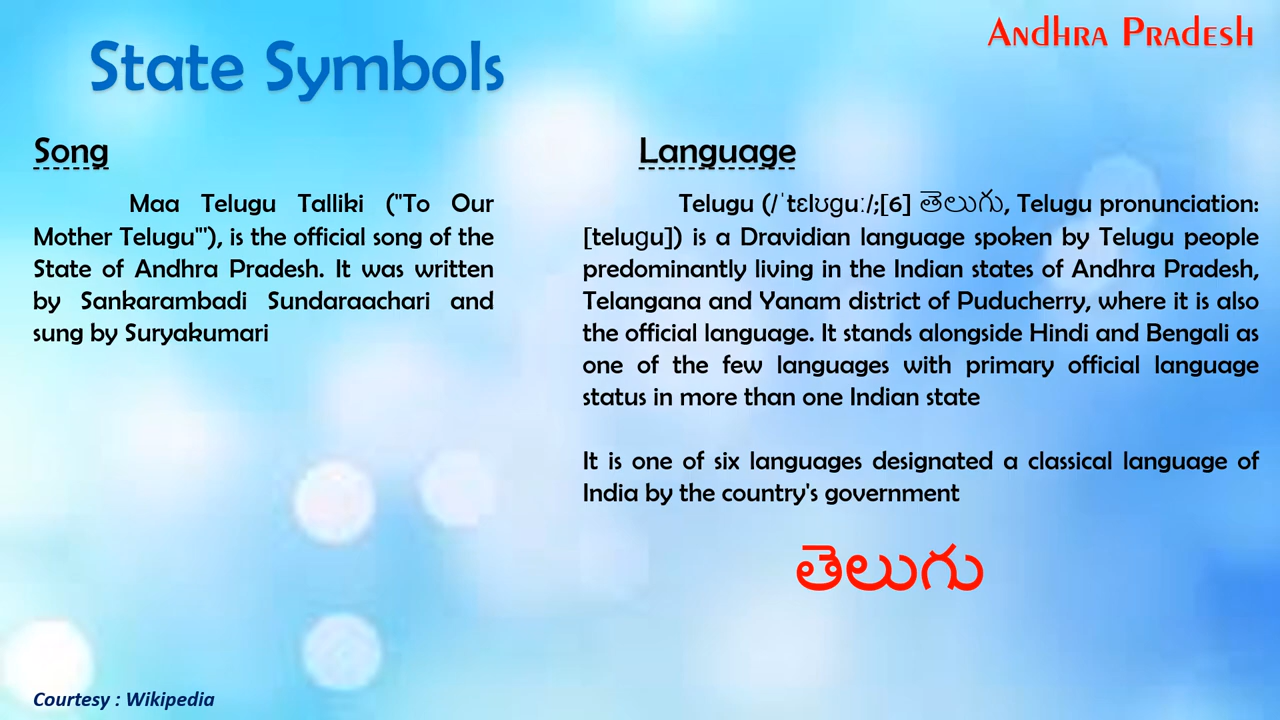 Andhra Pradesh
State Symbols
Song
Maa Telugu Talliki ("To Our
Mother Telugu"'), is the official song of the
State of Andhra Pradesh. It was written
by Sankarambadi Sundaraachari and
sung by Suryakumari
Language
Telugu (/ˈtɛlʊɡuː/;[6] తెలుగు, Telugu pronunciation:
[teluɡu]) is a Dravidian language spoken by Telugu people
predominantly living in the Indian states of Andhra Pradesh,
Telangana and Yanam district of Puducherry, where it is also
the official language. It stands alongside Hindi and Bengali as
one of the few languages with primary official language
status in more than one Indian state
It is one of six languages designated a classical language of
India by the country's government
తెలుగు
Courtesy : Wikipedia